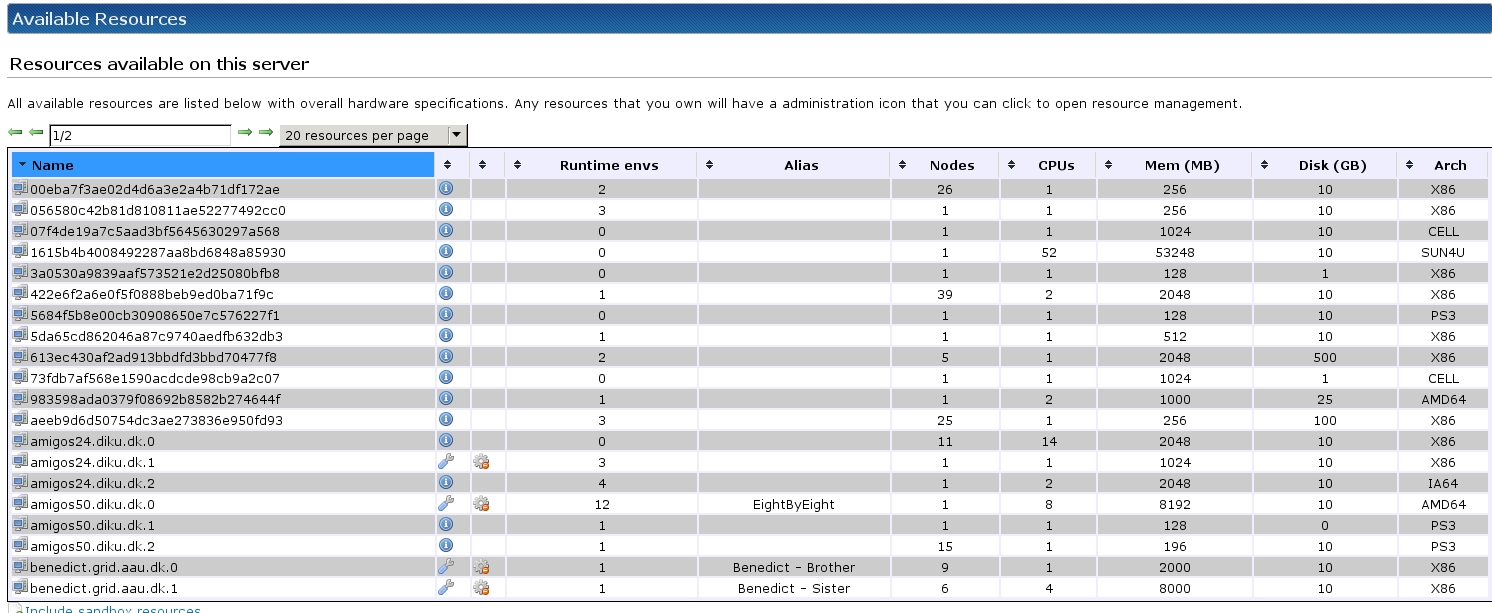 Available Resources
Resources available on this server
All available resources are listed below with overall hardware specifications. Any resources that you own will have a administration icon that you can click to open resource management.
1/2 20 resources per page
Name Runtime envs Alias Nodes CPUs Mem (MB) Disk (GB) Arch
00eba7f3ae02d4d6a3e2a4b71df172ae 2 26 1 256 10 X86
056580c42b81d810811ae52277492cc0 3 1 1 256 10 X86
07f4de19a7c5aad3bf5645630297a568 0 1 1 1024 10 CELL
1615b4b4008492287aa8bd6848a85930 0 1 52 53248 10 SUN4U
3a0530a9839aaf573521e2d25080bfb8 0 1 1 128 1 X86
422e6f2a6e0f5f0888beb9ed0ba71f9c 1 39 2 2048 10 X86
5684f5b8e00cb30908650e7c576227f1 0 1 1 128 10 PS3
5da65cd862046a87c9740aedfb632db3 1 1 1 512 10 X86
613ec430af2ad913bbdfd3bbd70477f8 2 5 1 2048 500 X86
73fdb7af568e1590acdcde98cb9a2c07 0 1 1 1024 1 CELL
983598ada0379f08692b8582b274644f 1 1 2 1000 25 AMD64
aeeb9d6d50754dc3ae273836e950fd93 3 25 1 256 100 X86
amigos24.diku.dk.0 0 11 14 2048 10 X86
amigos24.diku.dk.1 3 1 1 1024 10 X86
amigos24.diku.dk.2 4 1 2 2048 10 IA64
amigos50.diku.dk.0 12 EightByEight 1 8 8192 10 AMD64
amigos50.diku.dk.1 1 1 1 128 0 PS3
amigos50.diku.dk.2 1 15 1 196 10 PS3
benedict.grid.aau.dk.0 1 Benedict - Brother 9 1 2000 10 X86
benedict.grid.aau.dk.1 1 Benedict - Sister 6 4 8000 10 X86
Include sandbox resources